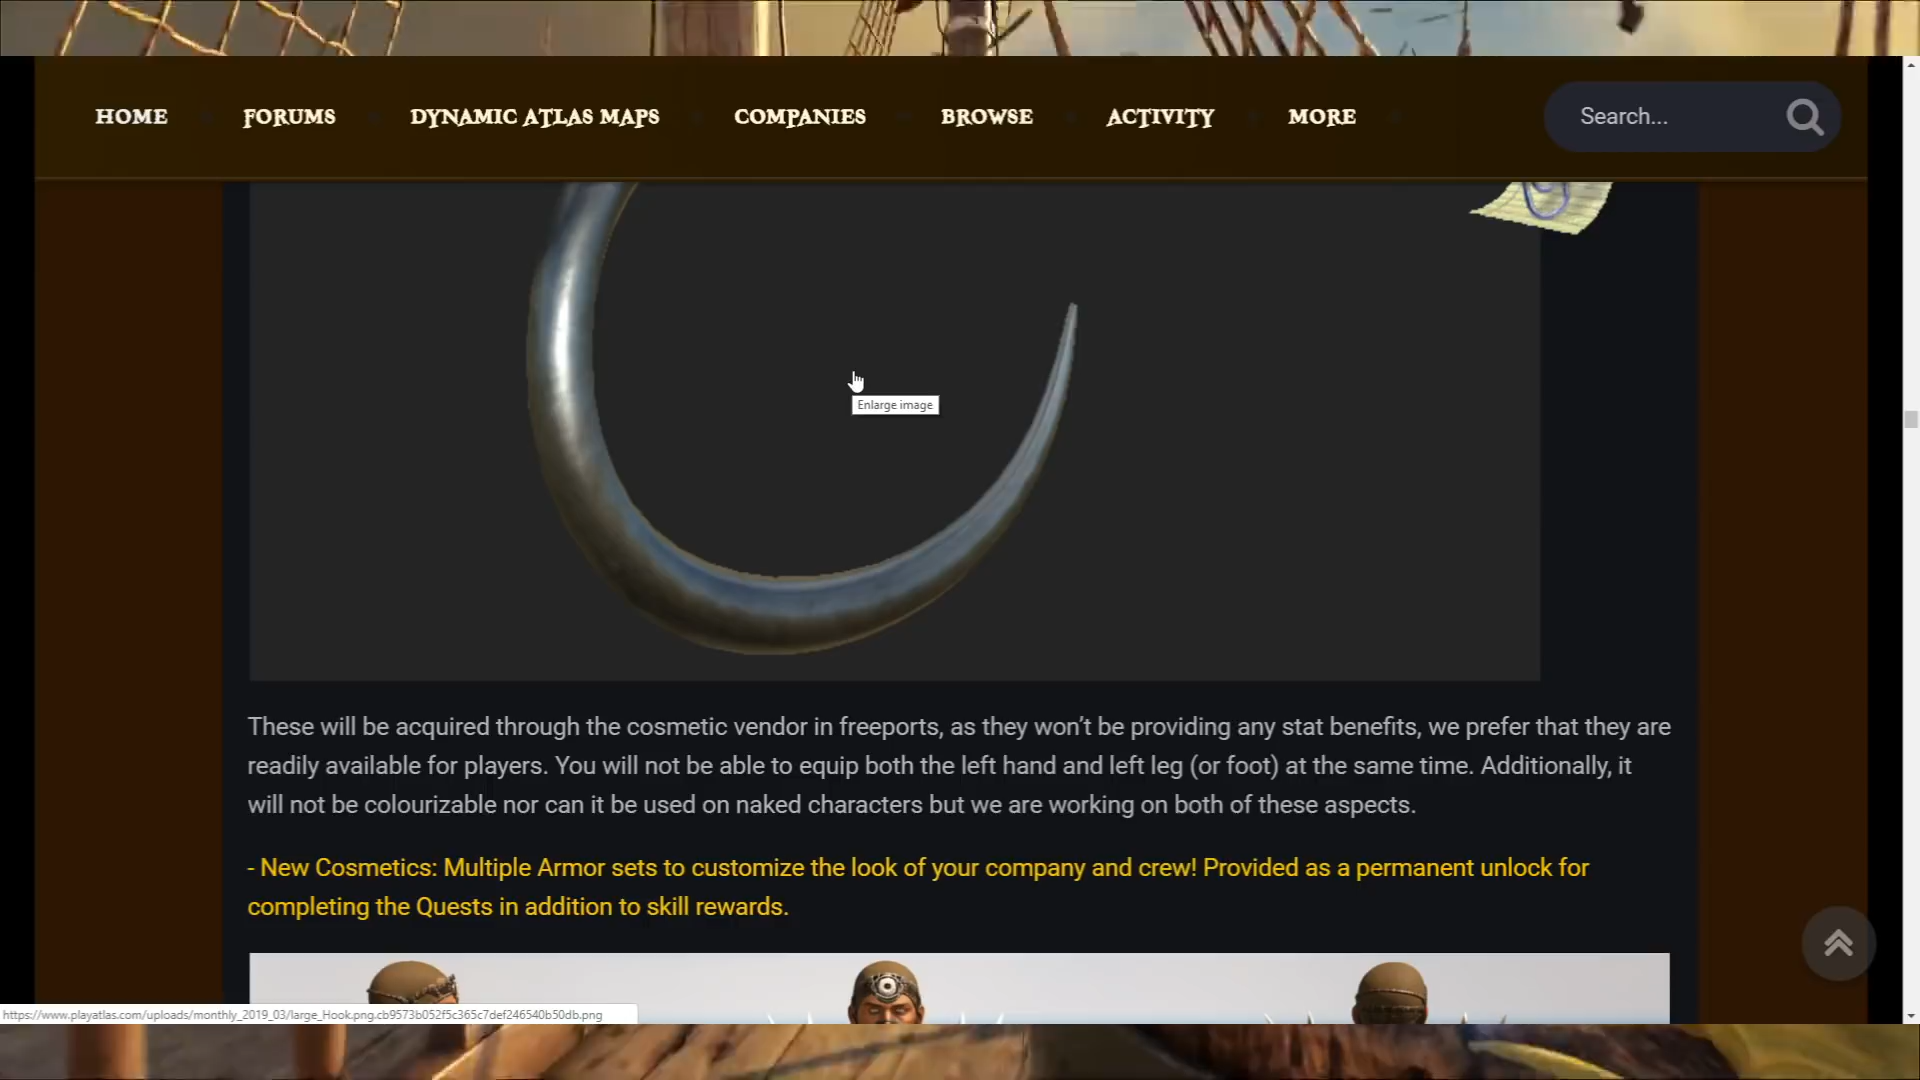 HOME FORUMS DYNAMIC ATLAS MAPS COMPANIES BROWSE ACTIVITY MORE Search...
Enlarge image
These will be acquired through the cosmetic vendor in freeports, as they won’t be providing any stat benefits, we prefer that they are
readily available for players. You will not be able to equip both the left hand and left leg (or foot) at the same time. Additionally, it
will not be colourizable nor can it be used on naked characters but we are working on both of these aspects.
- New Cosmetics: Multiple Armor sets to customize the look of your company and crew! Provided as a permanent unlock for
completing the Quests in addition to skill rewards.
https://www.playatlas.com/uploads/monthly_2019_03/large_Hook.png.cb9573b052f5c365c7def246540b50db.png